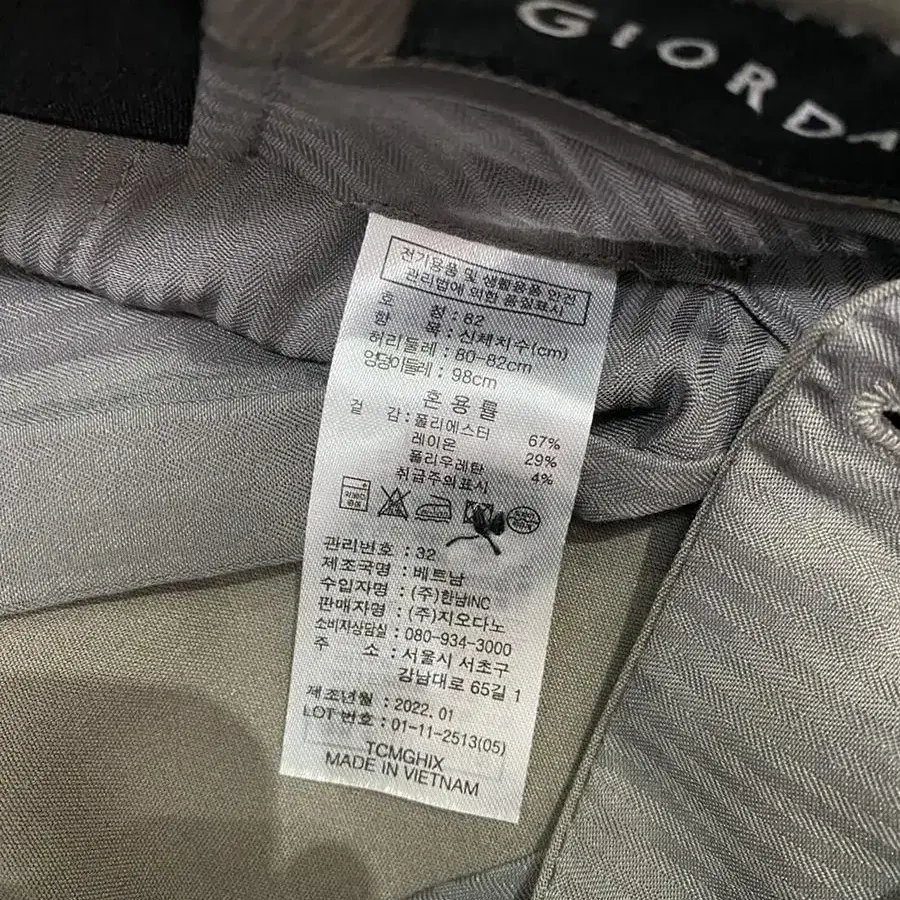 GIORDA
전기용품 및 생활용품 안전
관리법에 의한 품질표시
호 칭 : 82
항 목 : 신체치수(cm)
허리둘레 : 80-82cm
엉덩이둘레 : 98cm
혼 용 률
겉 감 : 폴리에스터 67%
레이온 29%
폴리우레탄 4%
취급주의표시
관리번호 : 32
제조국명 : 베트남
수입자명 : (주)한남INC
판매자명 : (주)지오다노
소비자상담실 : 080-934-3000
주 소 : 서울시 서초구
강남대로 65길 1
제조년월 : 2022.01
LOT 번호 : 01-11-2513(05)
TCMGHIX
MADE IN VIETNAM